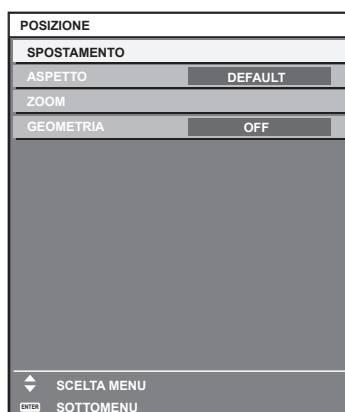 POSIZIONE
SPOSTAMENTO
ASPETTO DEFAULT
ZOOM
GEOMETRIA OFF
SCELTA MENU
ENTER SOTTOMENU